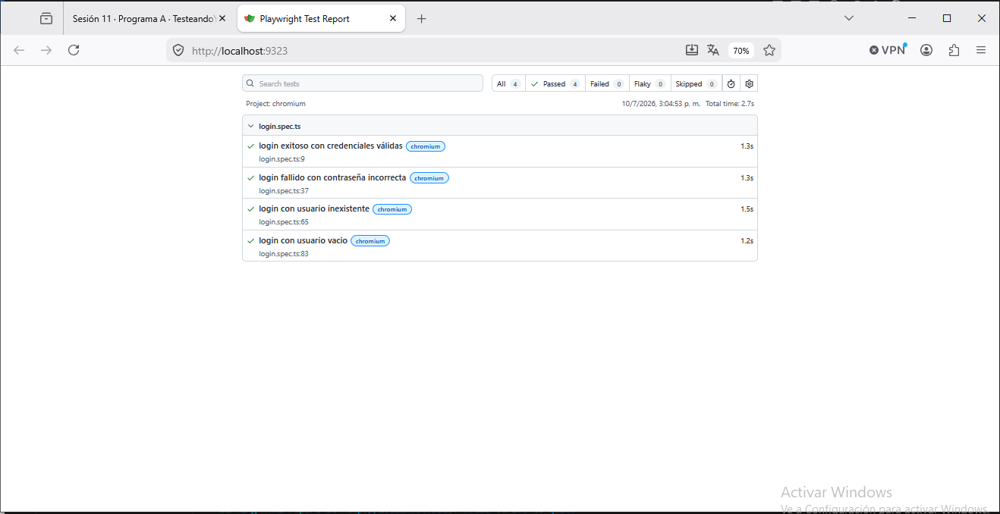 Sesión 11 · Programa A · Testeando
Playwright Test Report
http://localhost:9323
70%
VPN
Search tests
All 4
Passed 4
Failed 0
Flaky 0
Skipped 0
Project: chromium
10/7/2026, 3:04:53 p. m. Total time: 2.7s
login.spec.ts
login exitoso con credenciales válidas chromium 1.3s
login.spec.ts:9
login fallido con contraseña incorrecta chromium 1.3s
login.spec.ts:37
login con usuario inexistente chromium 1.5s
login.spec.ts:65
login con usuario vacio chromium 1.2s
login.spec.ts:83
Activar Windows
Ve a Configuración para activar Windows.